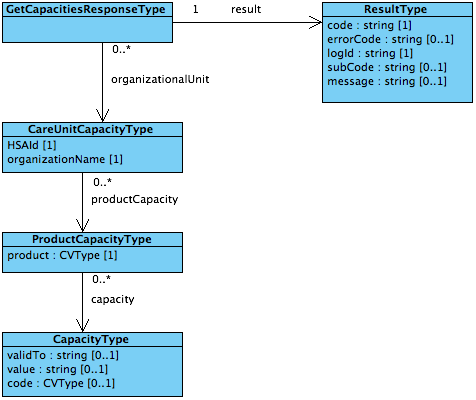 GetCapacitiesResponseType
1 result
ResultType
code : string [1]
errorCode : string [0..1]
logId : string [1]
subCode : string [0..1]
message : string [0..1]
0..*
organizationalUnit
CareUnitCapacityType
HSAId [1]
organizationName [1]
0..*
productCapacity
ProductCapacityType
product : CVType [1]
0..*
capacity
CapacityType
validTo : string [0..1]
value : string [0..1]
code : CVType [0..1]